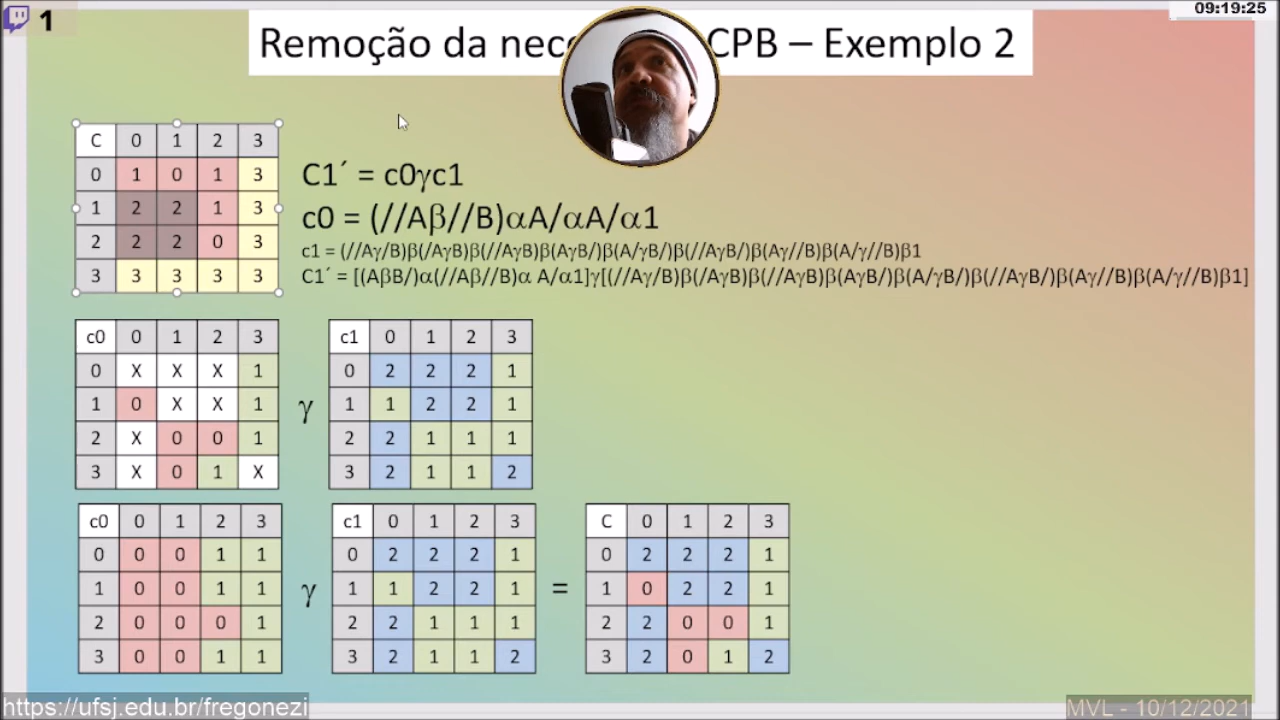 1
09:19:25
Remoção da CPB – Exemplo 2
C 0 1 2 3
0 1 0 1 3
1 2 2 1 3
2 2 2 0 3
3 3 3 3 3
C1´ = c0γc1
c0 = (//Aβ//B)αA/αA/α1
c1 = (//Aγ/B)β(/AγB)β(//AγB)β(AγB/)β(A/γB/)β(//AγB/)β(Aγ//B)β(A/γ//B)β1
C1´ = [(AβB/)α(//Aβ//B)α A/α1]γ[(//Aγ/B)β(/AγB)β(//AγB)β(AγB/)β(A/γB/)β(//AγB/)β(Aγ//B)β(A/γ//B)β1]
c0 0 1 2 3
0 X X X 1
1 0 X X 1
2 X 0 0 1
3 X 0 1 X
γ
c1 0 1 2 3
0 2 2 2 1
1 1 2 2 1
2 2 1 1 1
3 2 1 1 2
c0 0 1 2 3
0 0 0 1 1
1 0 0 1 1
2 0 0 0 1
3 0 0 1 1
γ
c1 0 1 2 3
0 2 2 2 1
1 1 2 2 1
2 2 1 1 1
3 2 1 1 2
=
C 0 1 2 3
0 2 2 2 1
1 0 2 2 1
2 2 0 0 1
3 2 0 1 2
https://ufsj.edu.br/fregonezi
MVL - 10/12/2021